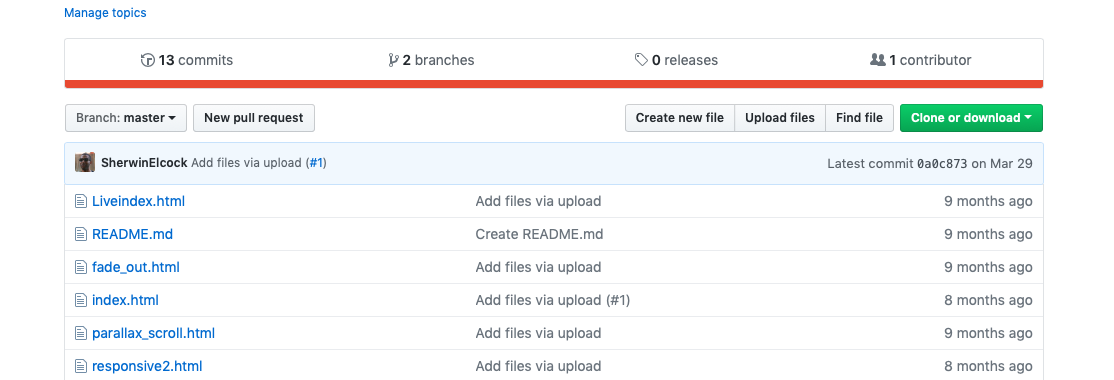 Manage topics
13 commits 2 branches 0 releases 1 contributor
Branch: master New pull request Create new file Upload files Find file Clone or download
SherwinElcock Add files via upload (#1) Latest commit 0a0c873 on Mar 29
Liveindex.html Add files via upload 9 months ago
README.md Create README.md 9 months ago
fade_out.html Add files via upload 9 months ago
index.html Add files via upload (#1) 8 months ago
parallax_scroll.html Add files via upload 9 months ago
responsive2.html Add files via upload 8 months ago